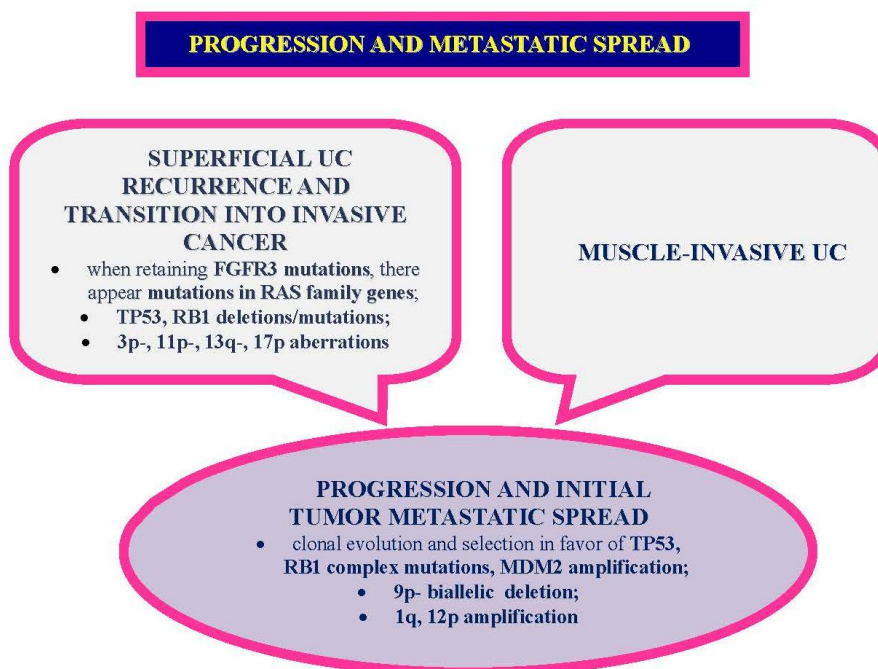 PROGRESSION AND METASTATIC SPREAD
SUPERFICIAL UC
RECURRENCE AND
TRANSITION INTO INVASIVE
CANCER
• when retaining FGFR3 mutations, there
appear mutations in RAS family genes;
• TP53, RB1 deletions/mutations;
• 3p-, 11p-, 13q-, 17p aberrations
MUSCLE-INVASIVE UC
PROGRESSION AND INITIAL
TUMOR METASTATIC SPREAD
• clonal evolution and selection in favor of TP53,
RB1 complex mutations, MDM2 amplification;
• 9p- biallelic deletion;
• 1q, 12p amplification